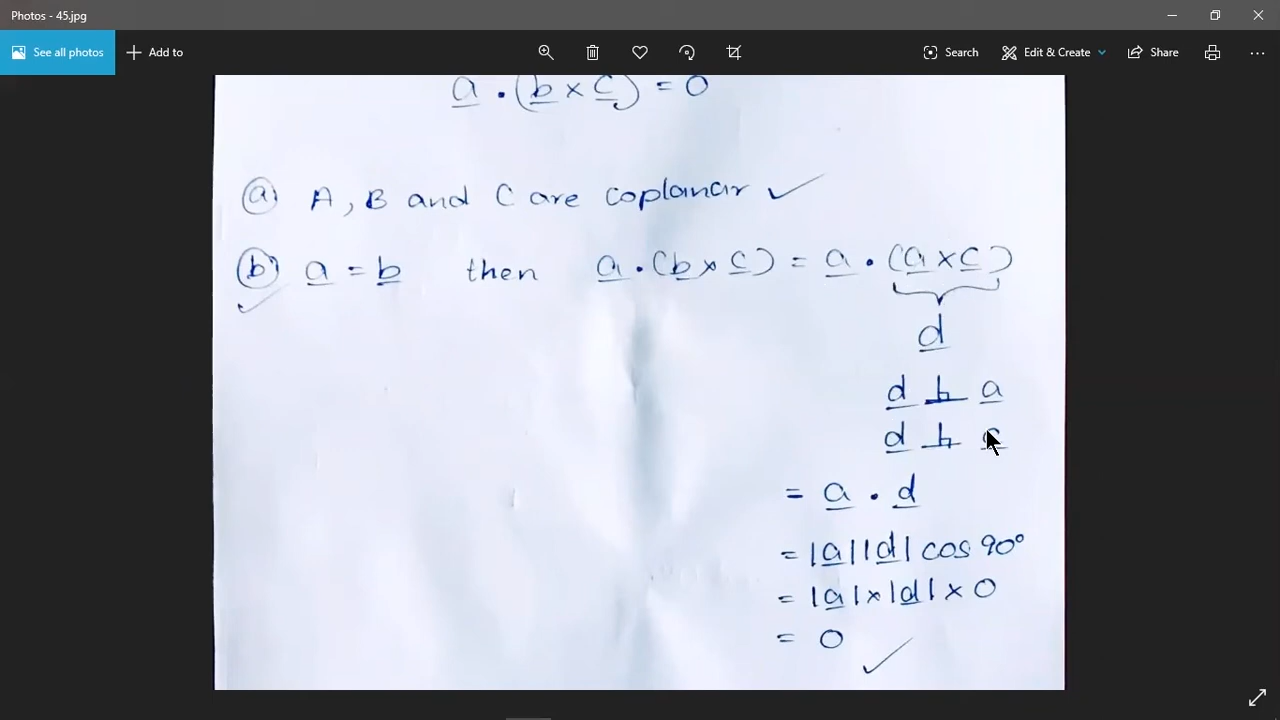 Photos - 45.jpg
See all photos
Add to
Search
Edit & Create
Share
a · (b × c) = 0
(a) A, B and C are coplanar ✓
(b) a = b then a · (b × c) = a · (a × c)
d
d ⊥ a
d ⊥ c
= a · d
= |a||d| cos 90°
= |a| × |d| × 0
= 0 ✓